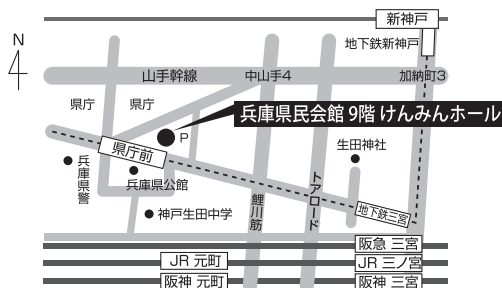 新神戸
地下鉄新神戸
N
山手幹線
中山手4
加納町3
県庁
県庁
兵庫県民会館 9階 けんみんホール
P
県庁前
生田神社
兵庫県警
兵庫県公館
トアロード
鯉川筋
神戸生田中学
地下鉄三宮
阪急 三宮
JR 元町
JR 三ノ宮
阪神 元町
阪神 三宮